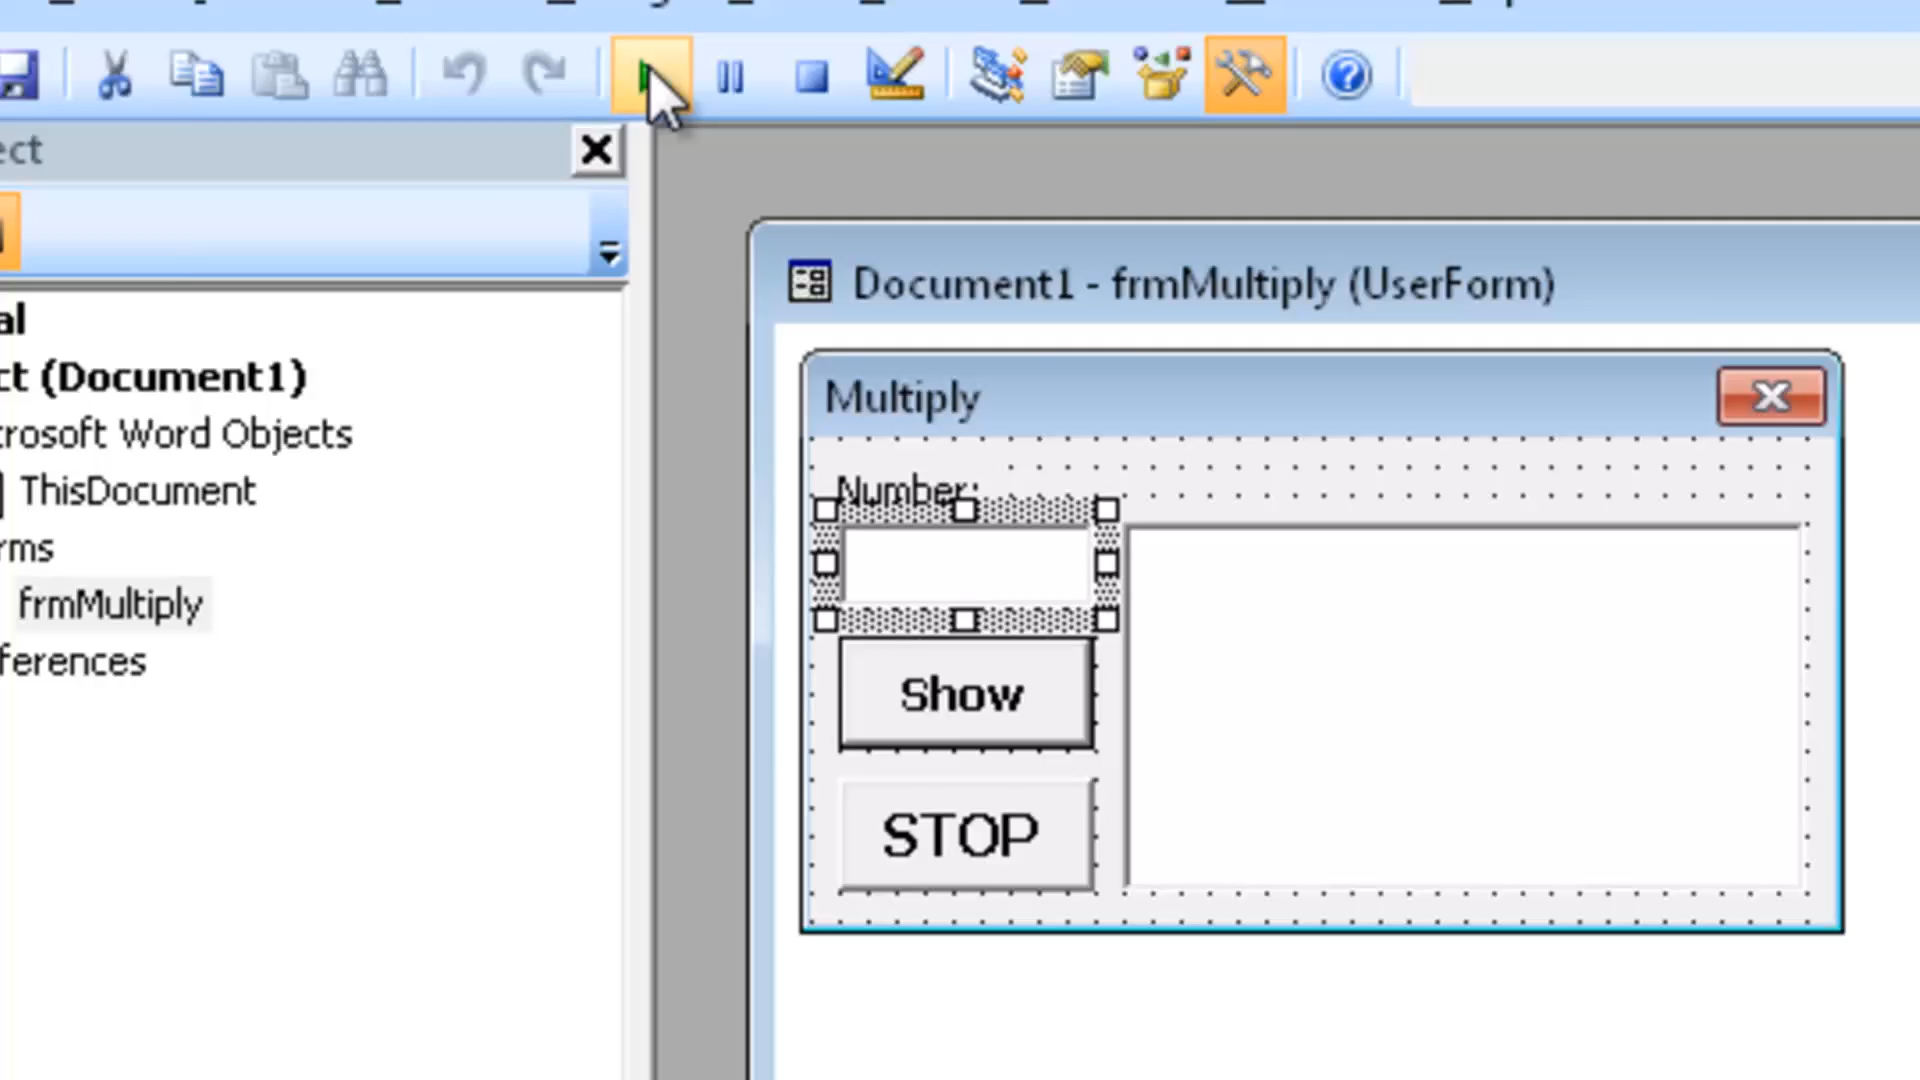 ect
al
ct (Document1)
crosoft Word Objects
ThisDocument
rms
frmMultiply
ferences
Document1 - frmMultiply (UserForm)
Multiply
Number:
Show
STOP